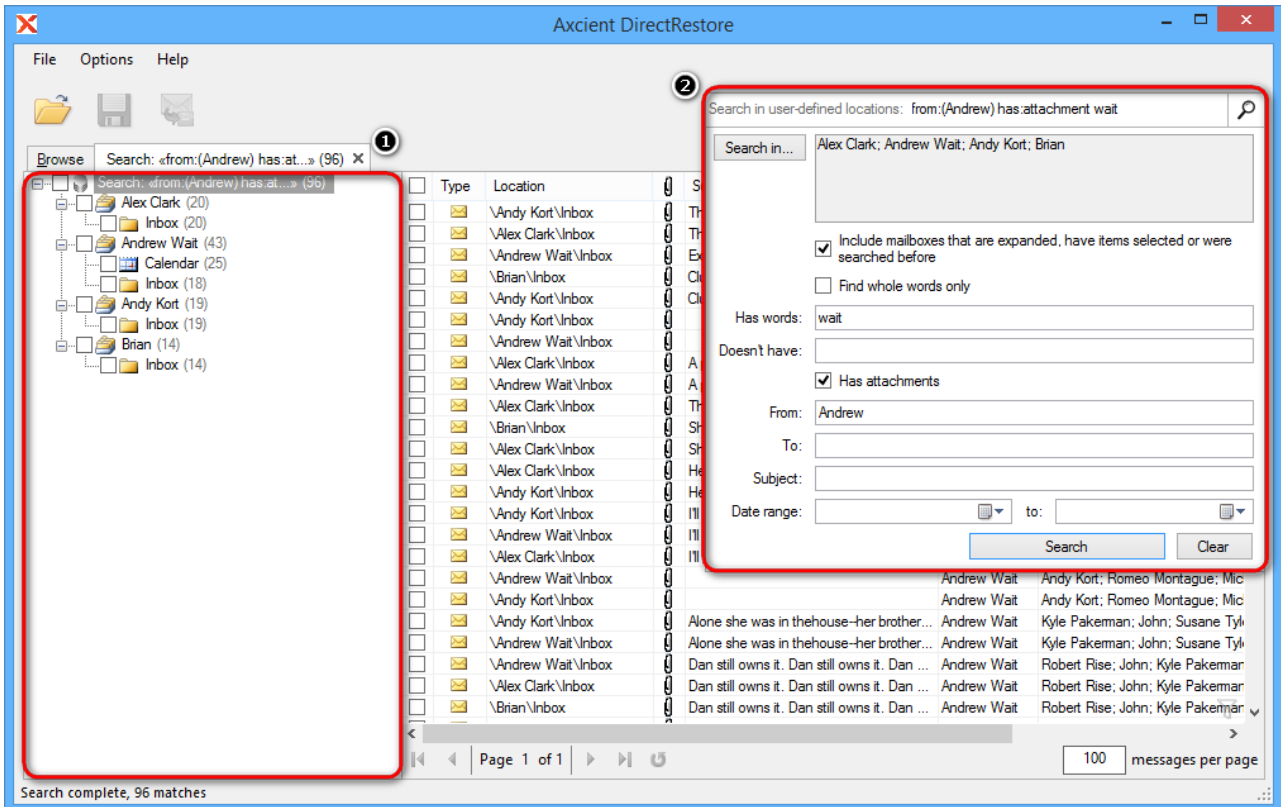 Axcient DirectRestore
File Options Help
❷
Search in user-defined locations: from:(Andrew) has:attachment wait
Search in... Alex Clark; Andrew Wait; Andy Kort; Brian
Include mailboxes that are expanded, have items selected or were
searched before
Find whole words only
Has words: wait
Doesn't have:
Has attachments
From: Andrew
To:
Subject:
Date range: to:
Search Clear
❶
Browse Search: «from:(Andrew) has:at...» (96)
Search: «from:(Andrew) has:at...» (96)
Alex Clark (20)
Inbox (20)
Andrew Wait (43)
Calendar (25)
Inbox (18)
Andy Kort (19)
Inbox (19)
Brian (14)
Inbox (14)
Type Location
\Andy Kort\Inbox Th
\Alex Clark\Inbox Th
\Andrew Wait\Inbox Ex
\Brian\Inbox
\Andy Kort\Inbox
\Andy Kort\Inbox
\Andrew Wait\Inbox
\Alex Clark\Inbox A
\Andrew Wait\Inbox A
\Alex Clark\Inbox Th
\Brian\Inbox Sh
\Alex Clark\Inbox Sh
\Alex Clark\Inbox He
\Andy Kort\Inbox He
\Andy Kort\Inbox I'll
\Andrew Wait\Inbox I'll
\Alex Clark\Inbox I'll
\Andrew Wait\Inbox Andrew Wait Andy Kort; Romeo Montague; Mic
\Andy Kort\Inbox Andrew Wait Andy Kort; Romeo Montague; Mic
\Andy Kort\Inbox Alone she was in thehouse--her brother... Andrew Wait Kyle Pakerman; John; Susane Tyl
\Andrew Wait\Inbox Alone she was in thehouse--her brother... Andrew Wait Kyle Pakerman; John; Susane Tyl
\Andrew Wait\Inbox Dan still owns it. Dan still owns it. Dan ... Andrew Wait Robert Rise; John; Kyle Pakerman
\Alex Clark\Inbox Dan still owns it. Dan still owns it. Dan ... Andrew Wait Robert Rise; John; Kyle Pakerman
\Brian\Inbox Dan still owns it. Dan still owns it. Dan ... Andrew Wait Robert Rise; John; Kyle Pakerman
Page 1 of 1 100 messages per page
Search complete, 96 matches